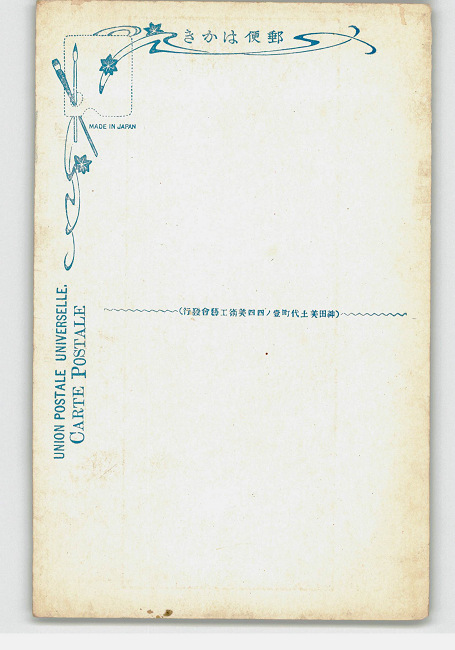 郵便はかき
MADE IN JAPAN
(神田美土代町壹ノ四四美術工藝會發行)
UNION POSTALE UNIVERSELLE.
CARTE POSTALE